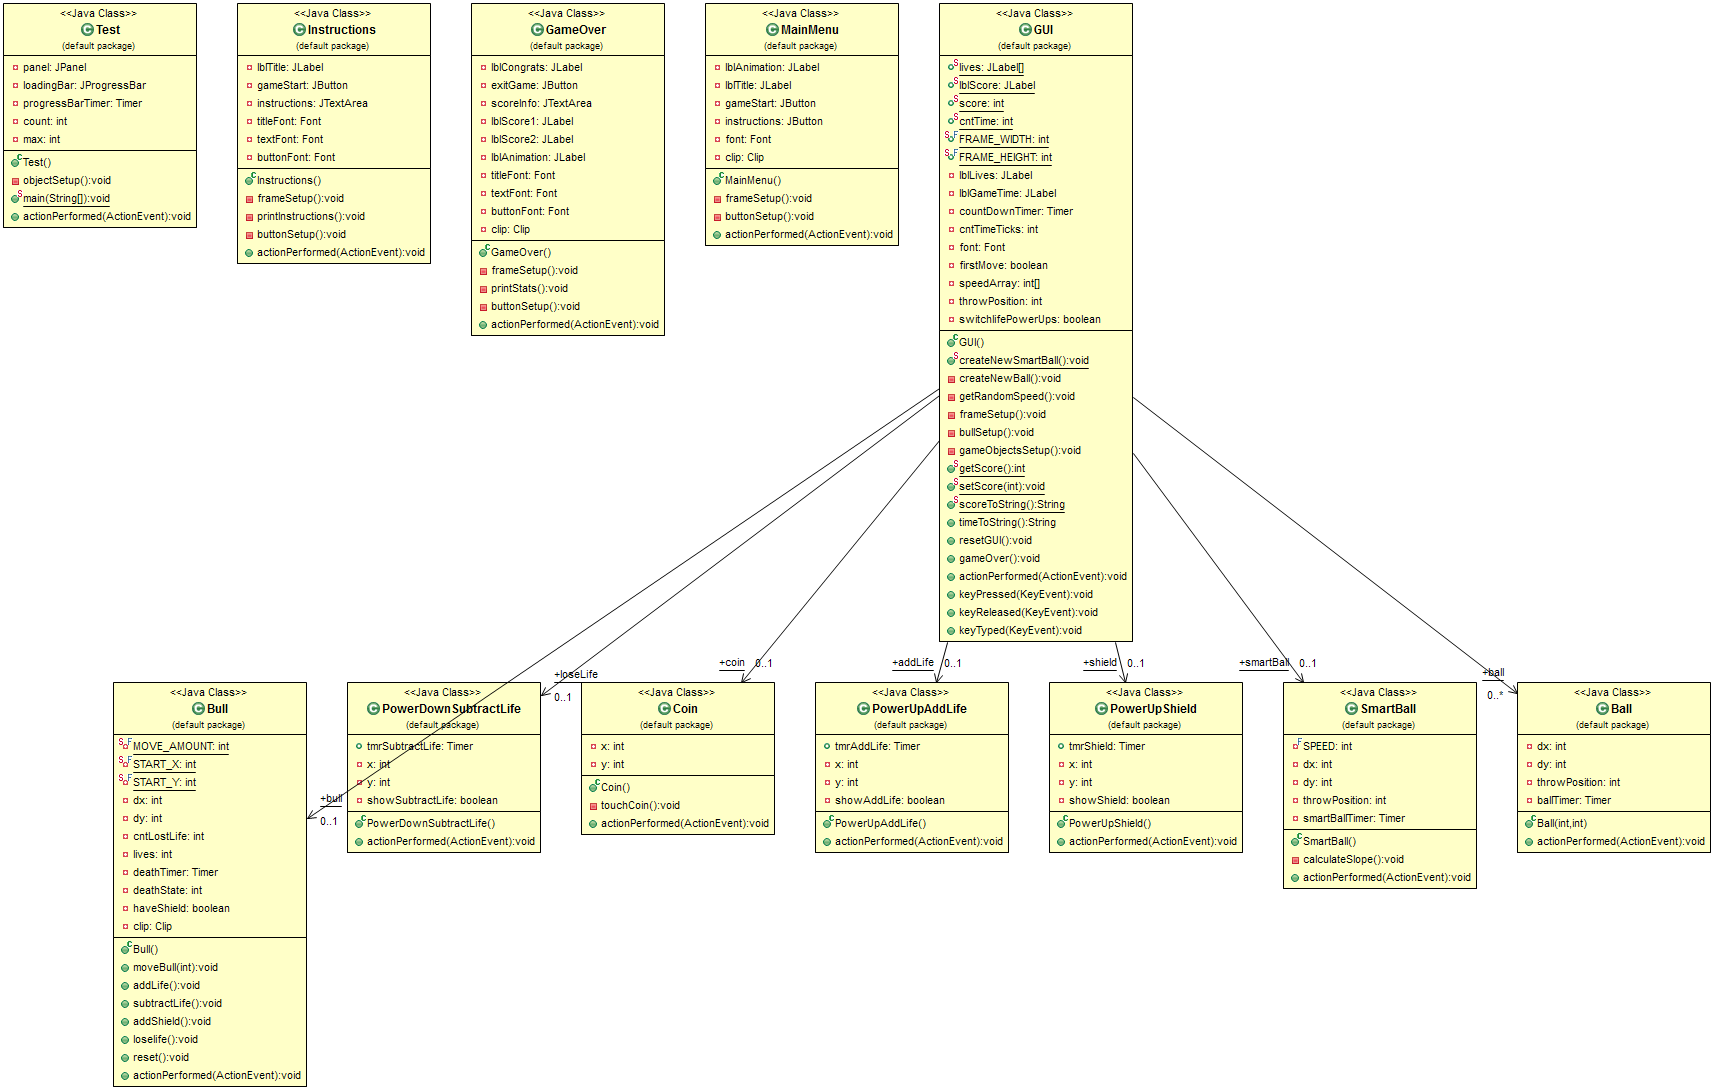 <<Java Class>>
Test
(default package)
panel: JPanel
loadingBar: JProgressBar
progressBarTimer: Timer
count: int
max: int
Test()
objectSetup():void
main(String[]):void
actionPerformed(ActionEvent):void
<<Java Class>>
Instructions
(default package)
lblTitle: JLabel
gameStart: JButton
instructions: JTextArea
titleFont: Font
textFont: Font
buttonFont: Font
Instructions()
frameSetup():void
printInstructions():void
buttonSetup():void
actionPerformed(ActionEvent):void
<<Java Class>>
GameOver
(default package)
lblCongrats: JLabel
exitGame: JButton
scoreInfo: JTextArea
lblScore1: JLabel
lblScore2: JLabel
lblAnimation: JLabel
titleFont: Font
textFont: Font
buttonFont: Font
clip: Clip
GameOver()
frameSetup():void
printStats():void
buttonSetup():void
actionPerformed(ActionEvent):void
<<Java Class>>
MainMenu
(default package)
lblAnimation: JLabel
lblTitle: JLabel
gameStart: JButton
instructions: JButton
font: Font
clip: Clip
MainMenu()
frameSetup():void
buttonSetup():void
actionPerformed(ActionEvent):void
<<Java Class>>
GUI
(default package)
lives: JLabel[]
lblScore: JLabel
score: int
cntTime: int
FRAME_WIDTH: int
FRAME_HEIGHT: int
lblLives: JLabel
lblGameTime: JLabel
countDownTimer: Timer
cntTimeTicks: int
font: Font
firstMove: boolean
speedArray: int[]
throwPosition: int
switchlifePowerUps: boolean
GUI()
createNewSmartBall():void
createNewBall():void
getRandomSpeed():void
frameSetup():void
bullSetup():void
gameObjectsSetup():void
getScore():int
setScore(int):void
scoreToString():String
timeToString():String
resetGUI():void
gameOver():void
actionPerformed(ActionEvent):void
keyPressed(KeyEvent):void
keyReleased(KeyEvent):void
keyTyped(KeyEvent):void
+bull
0..1
+loseLife
0..1
+coin 0..1
+addLife 0..1
+shield 0..1
+smartBall 0..1
+ball
0..*
<<Java Class>>
Bull
(default package)
MOVE_AMOUNT: int
START_X: int
START_Y: int
dx: int
dy: int
cntLostLife: int
lives: int
deathTimer: Timer
deathState: int
haveShield: boolean
clip: Clip
Bull()
moveBull(int):void
addLife():void
subtractLife():void
addShield():void
loselife():void
reset():void
actionPerformed(ActionEvent):void
<<Java Class>>
PowerDownSubtractLife
(default package)
tmrSubtractLife: Timer
x: int
y: int
showSubtractLife: boolean
PowerDownSubtractLife()
actionPerformed(ActionEvent):void
<<Java Class>>
Coin
(default package)
x: int
y: int
Coin()
touchCoin():void
actionPerformed(ActionEvent):void
<<Java Class>>
PowerUpAddLife
(default package)
tmrAddLife: Timer
x: int
y: int
showAddLife: boolean
PowerUpAddLife()
actionPerformed(ActionEvent):void
<<Java Class>>
PowerUpShield
(default package)
tmrShield: Timer
x: int
y: int
showShield: boolean
PowerUpShield()
actionPerformed(ActionEvent):void
<<Java Class>>
SmartBall
(default package)
SPEED: int
dx: int
dy: int
throwPosition: int
smartBallTimer: Timer
SmartBall()
calculateSlope():void
actionPerformed(ActionEvent):void
<<Java Class>>
Ball
(default package)
dx: int
dy: int
throwPosition: int
ballTimer: Timer
Ball(int,int)
actionPerformed(ActionEvent):void